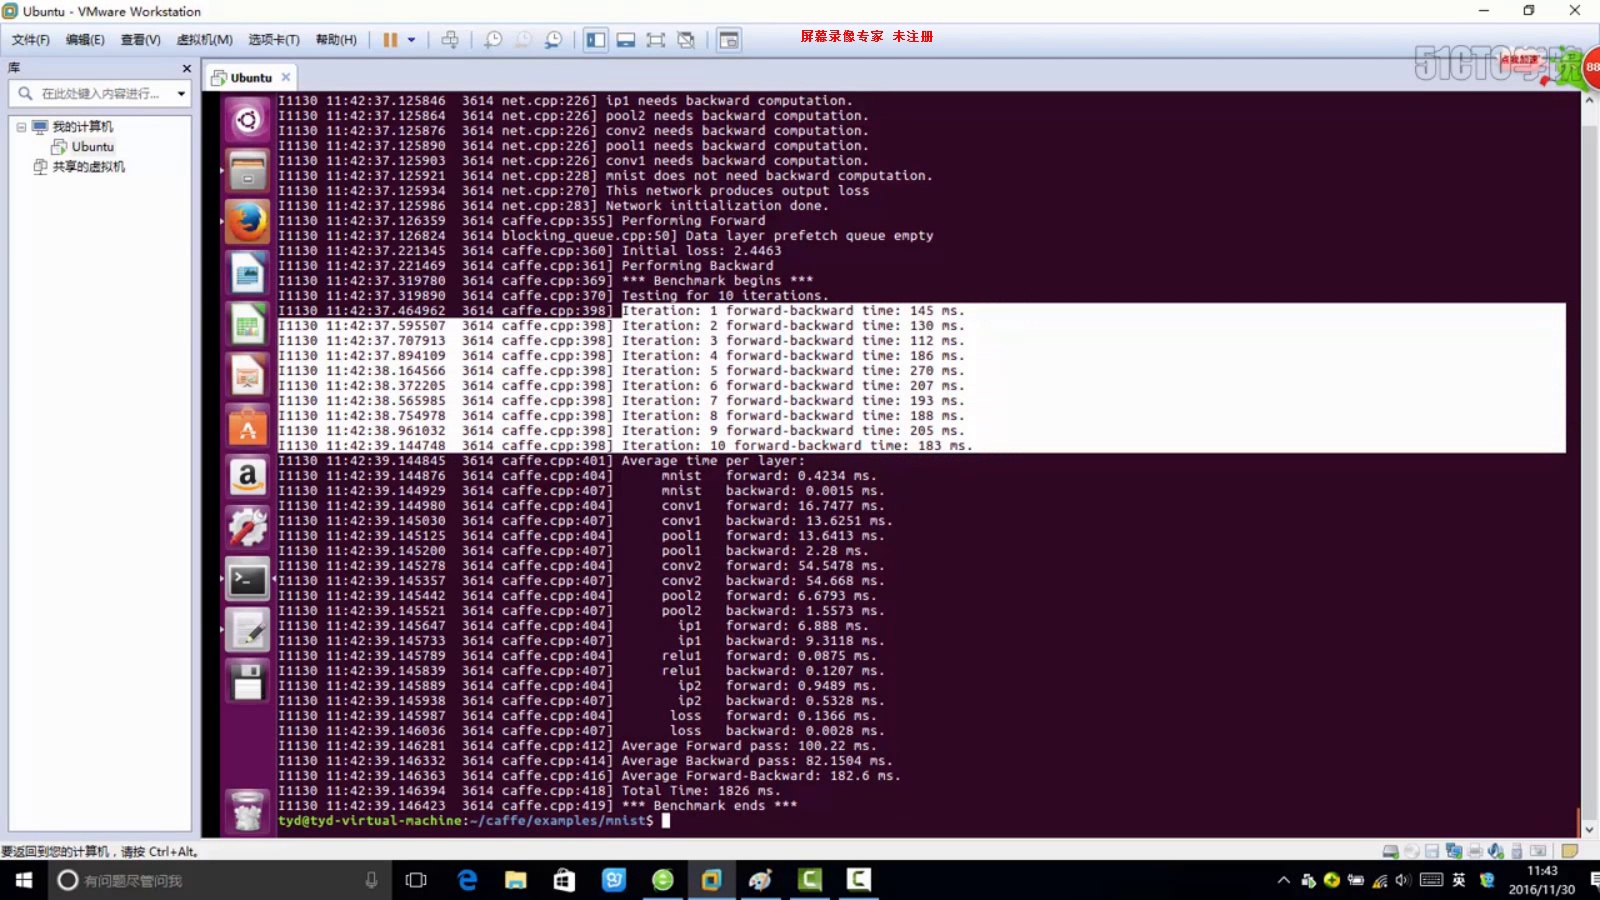 Ubuntu - VMware Workstation
文件(F) 编辑(E) 查看(V) 虚拟机(M) 选项卡(T) 帮助(H)
屏幕录像专家 未注册
51CTO学院
点我加速
88
库
在此处键入内容进行...
我的计算机
Ubuntu
共享的虚拟机
Ubuntu
I1130 11:42:37.125846 3614 net.cpp:226] ip1 needs backward computation.
I1130 11:42:37.125864 3614 net.cpp:226] pool2 needs backward computation.
I1130 11:42:37.125876 3614 net.cpp:226] conv2 needs backward computation.
I1130 11:42:37.125890 3614 net.cpp:226] pool1 needs backward computation.
I1130 11:42:37.125903 3614 net.cpp:226] conv1 needs backward computation.
I1130 11:42:37.125921 3614 net.cpp:228] mnist does not need backward computation.
I1130 11:42:37.125934 3614 net.cpp:270] This network produces output loss
I1130 11:42:37.125986 3614 net.cpp:283] Network initialization done.
I1130 11:42:37.126359 3614 caffe.cpp:355] Performing Forward
I1130 11:42:37.126824 3614 blocking_queue.cpp:50] Data layer prefetch queue empty
I1130 11:42:37.221345 3614 caffe.cpp:360] Initial loss: 2.4463
I1130 11:42:37.221469 3614 caffe.cpp:361] Performing Backward
I1130 11:42:37.319780 3614 caffe.cpp:369] *** Benchmark begins ***
I1130 11:42:37.319890 3614 caffe.cpp:370] Testing for 10 iterations.
I1130 11:42:37.464962 3614 caffe.cpp:398] Iteration: 1 forward-backward time: 145 ms.
I1130 11:42:37.595507 3614 caffe.cpp:398] Iteration: 2 forward-backward time: 130 ms.
I1130 11:42:37.707913 3614 caffe.cpp:398] Iteration: 3 forward-backward time: 112 ms.
I1130 11:42:37.894109 3614 caffe.cpp:398] Iteration: 4 forward-backward time: 186 ms.
I1130 11:42:38.164566 3614 caffe.cpp:398] Iteration: 5 forward-backward time: 270 ms.
I1130 11:42:38.372205 3614 caffe.cpp:398] Iteration: 6 forward-backward time: 207 ms.
I1130 11:42:38.565985 3614 caffe.cpp:398] Iteration: 7 forward-backward time: 193 ms.
I1130 11:42:38.754978 3614 caffe.cpp:398] Iteration: 8 forward-backward time: 188 ms.
I1130 11:42:38.961032 3614 caffe.cpp:398] Iteration: 9 forward-backward time: 205 ms.
I1130 11:42:39.144748 3614 caffe.cpp:398] Iteration: 10 forward-backward time: 183 ms.
I1130 11:42:39.144845 3614 caffe.cpp:401] Average time per layer:
I1130 11:42:39.144876 3614 caffe.cpp:404] mnist forward: 0.4234 ms.
I1130 11:42:39.144929 3614 caffe.cpp:407] mnist backward: 0.0015 ms.
I1130 11:42:39.144980 3614 caffe.cpp:404] conv1 forward: 16.7477 ms.
I1130 11:42:39.145030 3614 caffe.cpp:407] conv1 backward: 13.6251 ms.
I1130 11:42:39.145125 3614 caffe.cpp:404] pool1 forward: 13.6413 ms.
I1130 11:42:39.145200 3614 caffe.cpp:407] pool1 backward: 2.28 ms.
I1130 11:42:39.145278 3614 caffe.cpp:404] conv2 forward: 54.5478 ms.
I1130 11:42:39.145357 3614 caffe.cpp:407] conv2 backward: 54.668 ms.
I1130 11:42:39.145442 3614 caffe.cpp:404] pool2 forward: 6.6793 ms.
I1130 11:42:39.145521 3614 caffe.cpp:407] pool2 backward: 1.5573 ms.
I1130 11:42:39.145647 3614 caffe.cpp:404] ip1 forward: 6.888 ms.
I1130 11:42:39.145733 3614 caffe.cpp:407] ip1 backward: 9.3118 ms.
I1130 11:42:39.145789 3614 caffe.cpp:404] relu1 forward: 0.0875 ms.
I1130 11:42:39.145839 3614 caffe.cpp:407] relu1 backward: 0.1207 ms.
I1130 11:42:39.145889 3614 caffe.cpp:404] ip2 forward: 0.9489 ms.
I1130 11:42:39.145938 3614 caffe.cpp:407] ip2 backward: 0.5328 ms.
I1130 11:42:39.145987 3614 caffe.cpp:404] loss forward: 0.1366 ms.
I1130 11:42:39.146036 3614 caffe.cpp:407] loss backward: 0.0028 ms.
I1130 11:42:39.146281 3614 caffe.cpp:412] Average Forward pass: 100.22 ms.
I1130 11:42:39.146332 3614 caffe.cpp:414] Average Backward pass: 82.1504 ms.
I1130 11:42:39.146363 3614 caffe.cpp:416] Average Forward-Backward: 182.6 ms.
I1130 11:42:39.146394 3614 caffe.cpp:418] Total Time: 1826 ms.
I1130 11:42:39.146423 3614 caffe.cpp:419] *** Benchmark ends ***
tyd@tyd-virtual-machine:~/caffe/examples/mnist$
要返回到您的计算机，请按 Ctrl+Alt。
有问题尽管问我
英
11:43
2016/11/30